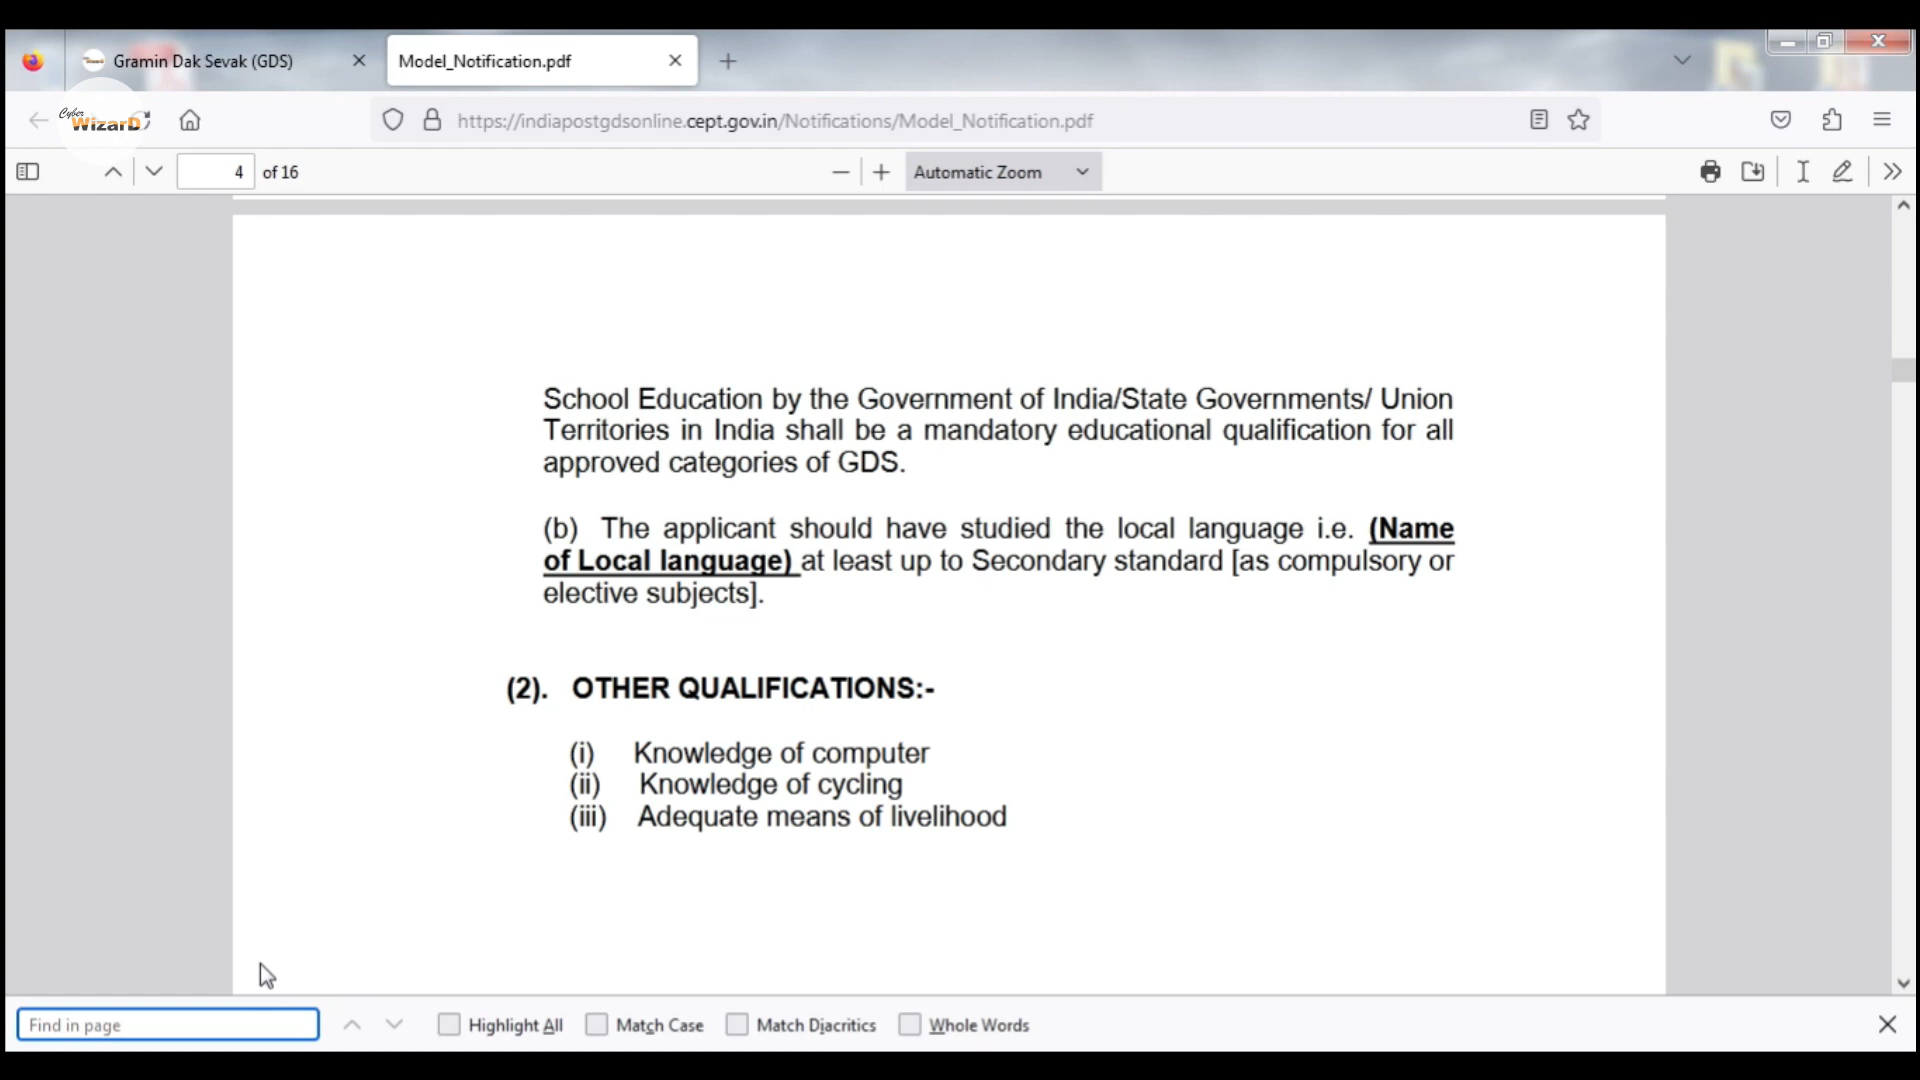 Gramin Dak Sevak (GDS)
Model_Notification.pdf
Cyber
WizarD
https://indiapostgdsonline.cept.gov.in/Notifications/Model_Notification.pdf
4 of 16
Automatic Zoom
School Education by the Government of India/State Governments/ Union
Territories in India shall be a mandatory educational qualification for all
approved categories of GDS.
(b) The applicant should have studied the local language i.e. (Name
of Local language) at least up to Secondary standard [as compulsory or
elective subjects].
(2). OTHER QUALIFICATIONS:-
(i) Knowledge of computer
(ii) Knowledge of cycling
(iii) Adequate means of livelihood
Find in page Highlight All Match Case Match Diacritics Whole Words